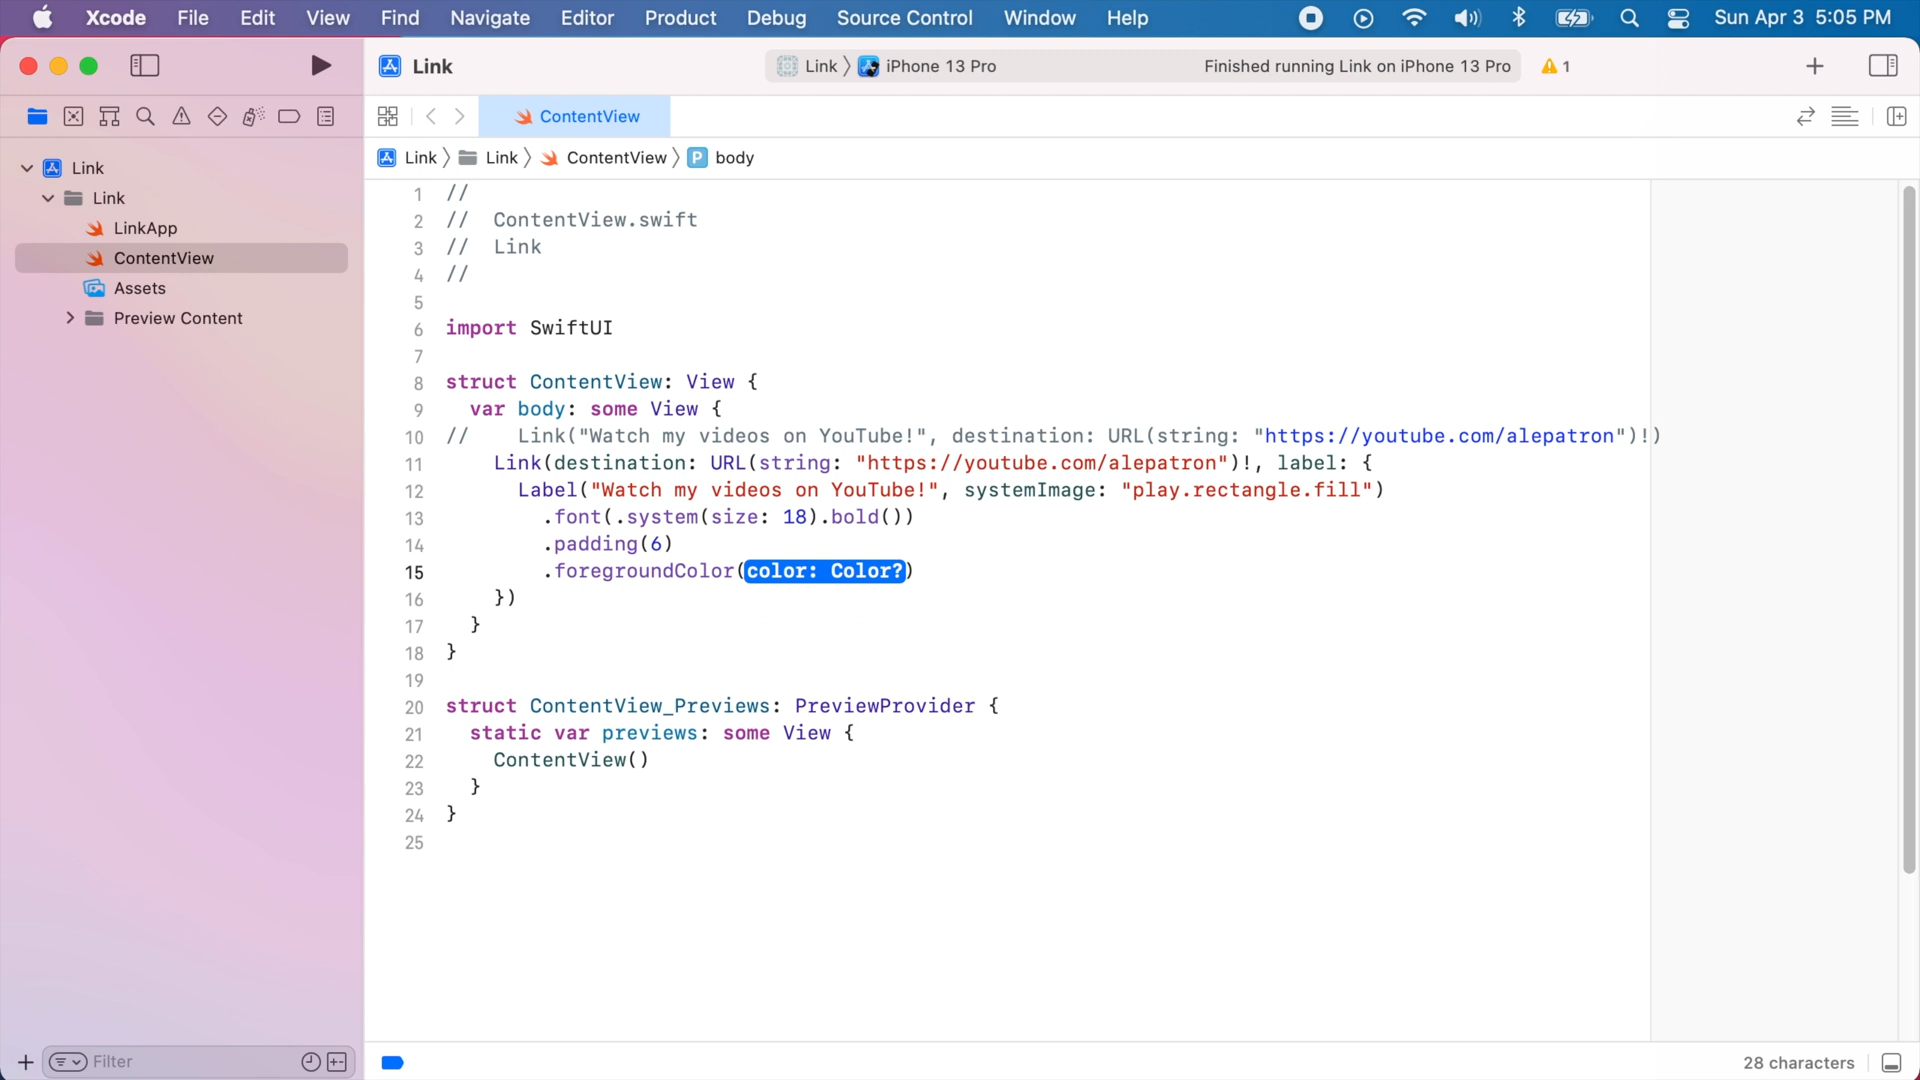 Xcode File Edit View Find Navigate Editor Product Debug Source Control Window Help Sun Apr 3 5:05 PM
Link Link 〉 iPhone 13 Pro Finished running Link on iPhone 13 Pro 1
ContentView
Link 〉 Link 〉 ContentView 〉 P body
Link
Link
LinkApp
ContentView
Assets
Preview Content
1 //
2 //  ContentView.swift
3 //  Link
4 //
5
6 import SwiftUI
7
8 struct ContentView: View {
9   var body: some View {
10 //    Link("Watch my videos on YouTube!", destination: URL(string: "https://youtube.com/alepatron")!)
11     Link(destination: URL(string: "https://youtube.com/alepatron")!, label: {
12       Label("Watch my videos on YouTube!", systemImage: "play.rectangle.fill")
13         .font(.system(size: 18).bold())
14         .padding(6)
15         .foregroundColor(color: Color?)
16     })
17   }
18 }
19
20 struct ContentView_Previews: PreviewProvider {
21   static var previews: some View {
22     ContentView()
23   }
24 }
25
Filter
28 characters